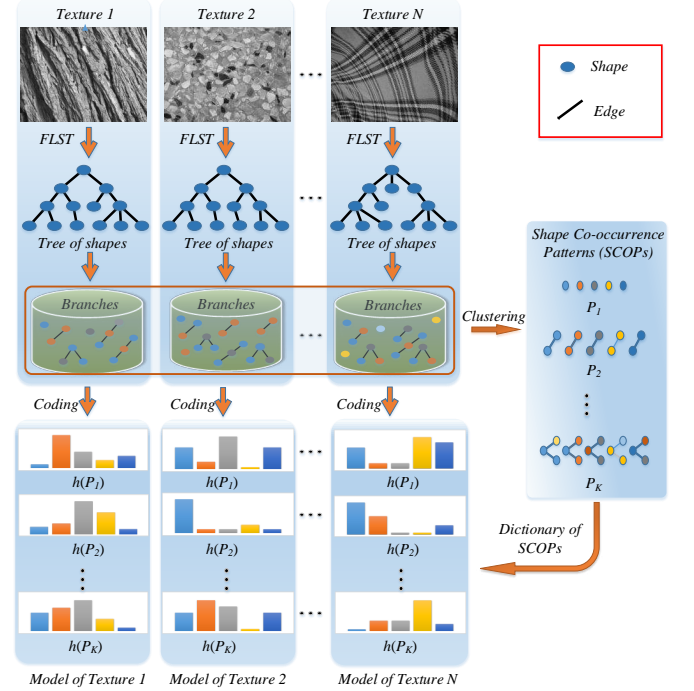 Texture 1
Texture 2
Texture N
Shape
Edge
FLST
FLST
FLST
Tree of shapes
Tree of shapes
Tree of shapes
Shape Co-occurrence
Patterns (SCOPs)
Branches
Branches
Branches
Clustering
P1
P2
PK
Coding
Coding
Coding
h(P1)
h(P1)
h(P1)
h(P2)
h(P2)
h(P2)
Dictionary of
SCOPs
h(PK)
h(PK)
h(PK)
Model of Texture 1
Model of Texture 2
Model of Texture N